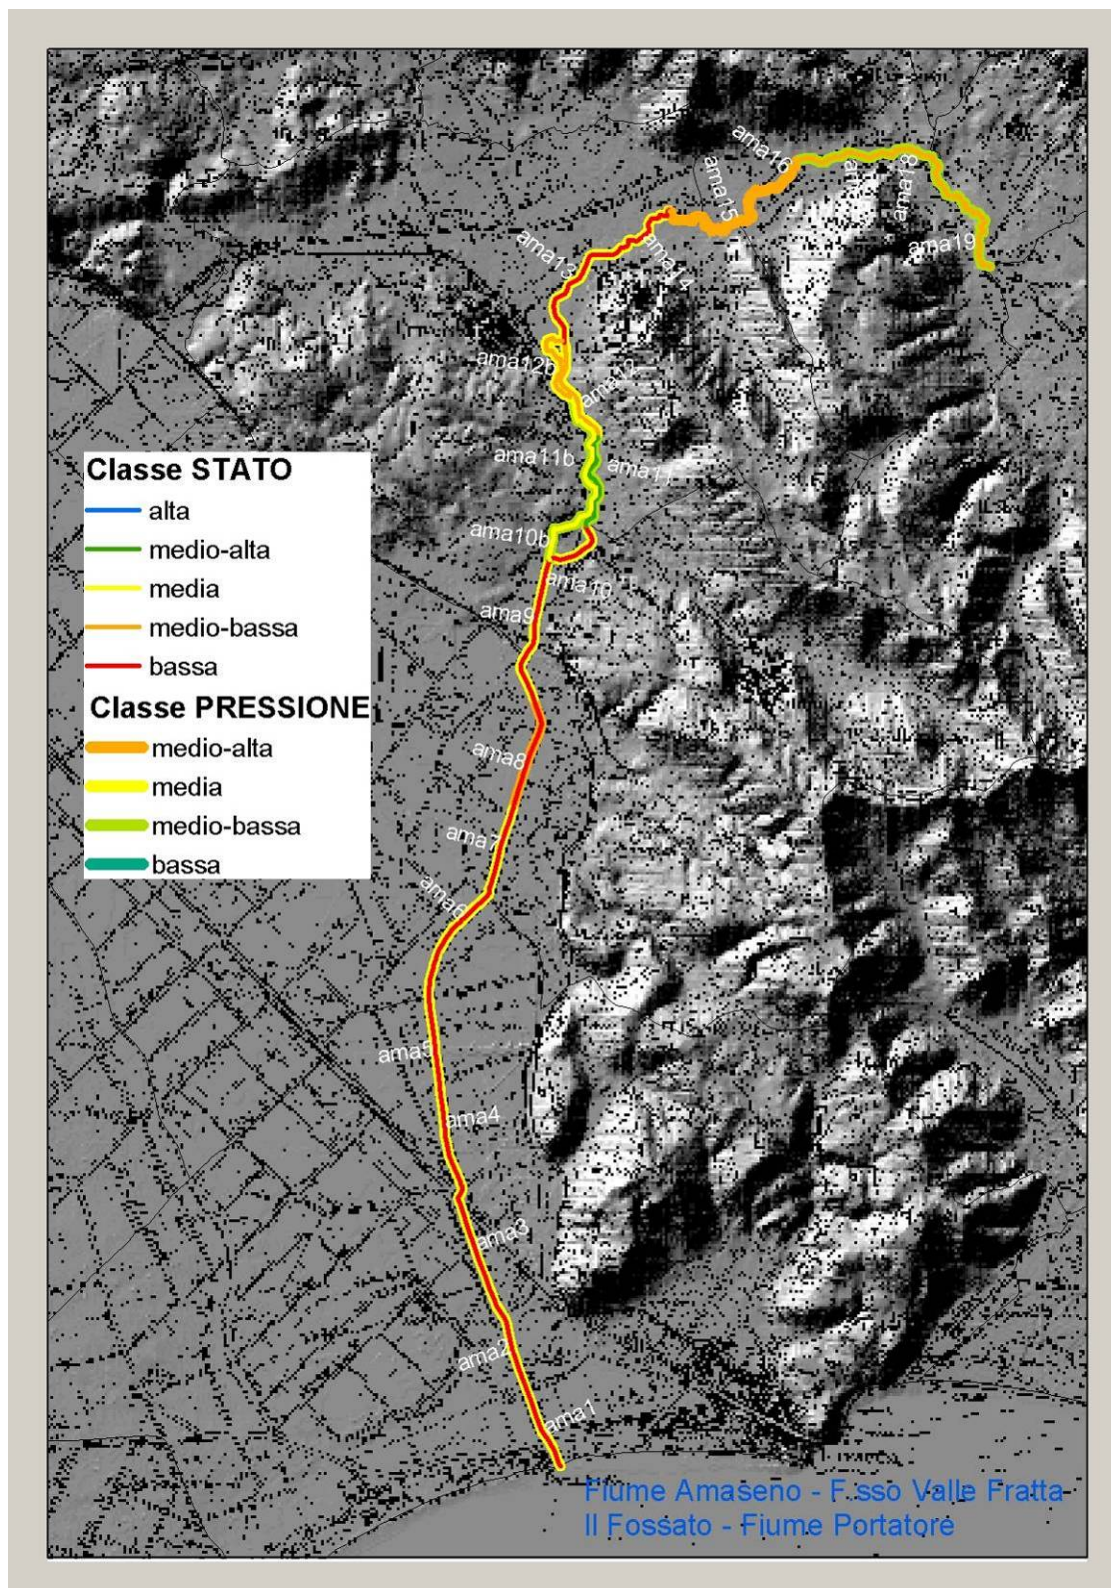 ama16
ama15
ama18
ama19
ama13
ama14
ama12b
ama12
ama11b
ama11
ama10b
ama10
ama9
Classe STATO
alta
medio-alta
media
medio-bassa
bassa
Classe PRESSIONE
medio-alta
media
medio-bassa
bassa
ama8
ama7
ama6
ama5
ama4
ama3
ama2
ama1
Fiume Amaseno - F.sso Valle Fratta
Il Fossato - Fiume Portatore